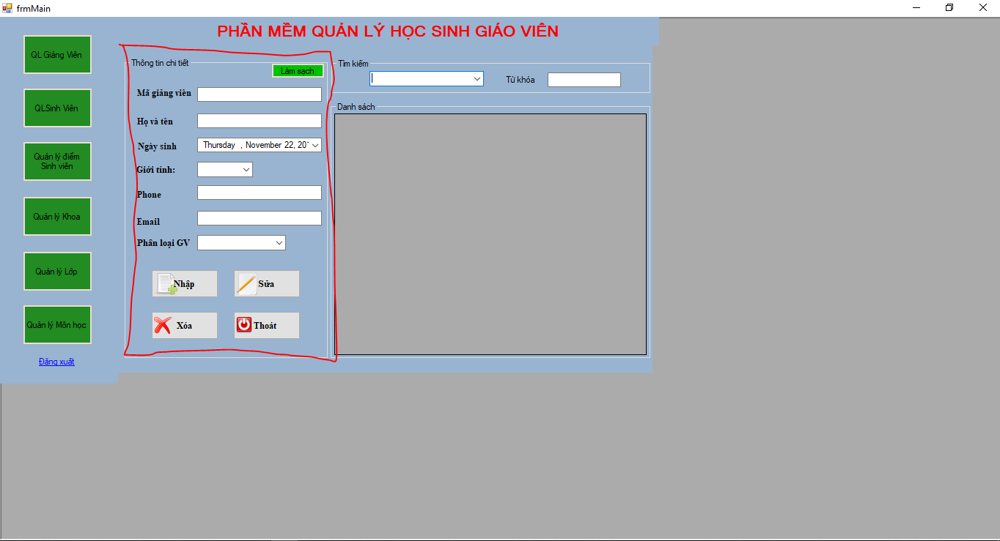 frmMain
PHẦN MỀM QUẢN LÝ HỌC SINH GIÁO VIÊN
QL Giảng Viên
QLSinh Viên
Quản lý điểm
Sinh viên
Quản lý Khoa
Quản lý Lớp
Quản lý Môn học
Đăng xuất
Thông tin chi tiết
Làm sạch
Mã giảng viên
Họ và tên
Ngày sinh
Thursday , November 22, 201
Giới tính:
Phone
Email
Phân loại GV
Nhập
Sửa
Xóa
Thoát
Tìm kiếm
Từ khóa
Danh sách